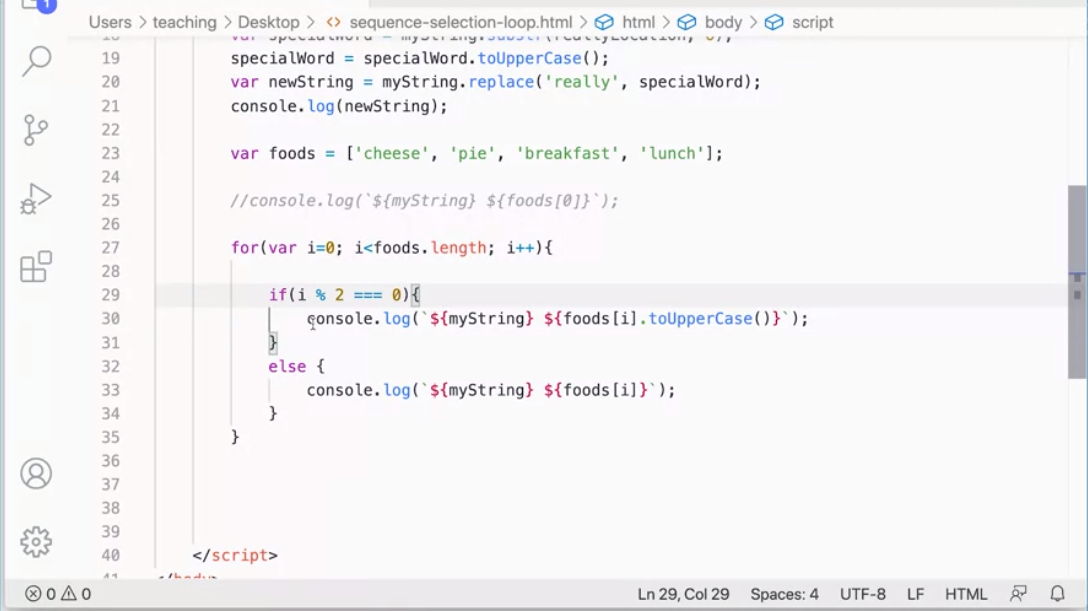 1
Users > teaching > Desktop > <> sequence-selection-loop.html > html > body > script
18 var specialWord = myString.substr(reallyLocation, 6);
19 specialWord = specialWord.toUpperCase();
20 var newString = myString.replace('really', specialWord);
21 console.log(newString);
22
23 var foods = ['cheese', 'pie', 'breakfast', 'lunch'];
24
25 //console.log(`${myString} ${foods[0]}`);
26
27 for(var i=0; i<foods.length; i++){
28
29 if(i % 2 === 0){
30 console.log(`${myString} ${foods[i].toUpperCase()}`);
31 }
32 else {
33 console.log(`${myString} ${foods[i]}`);
34 }
35 }
36
37
38
39
40 </script>
41 </body>
0 0 Ln 29, Col 29 Spaces: 4 UTF-8 LF HTML